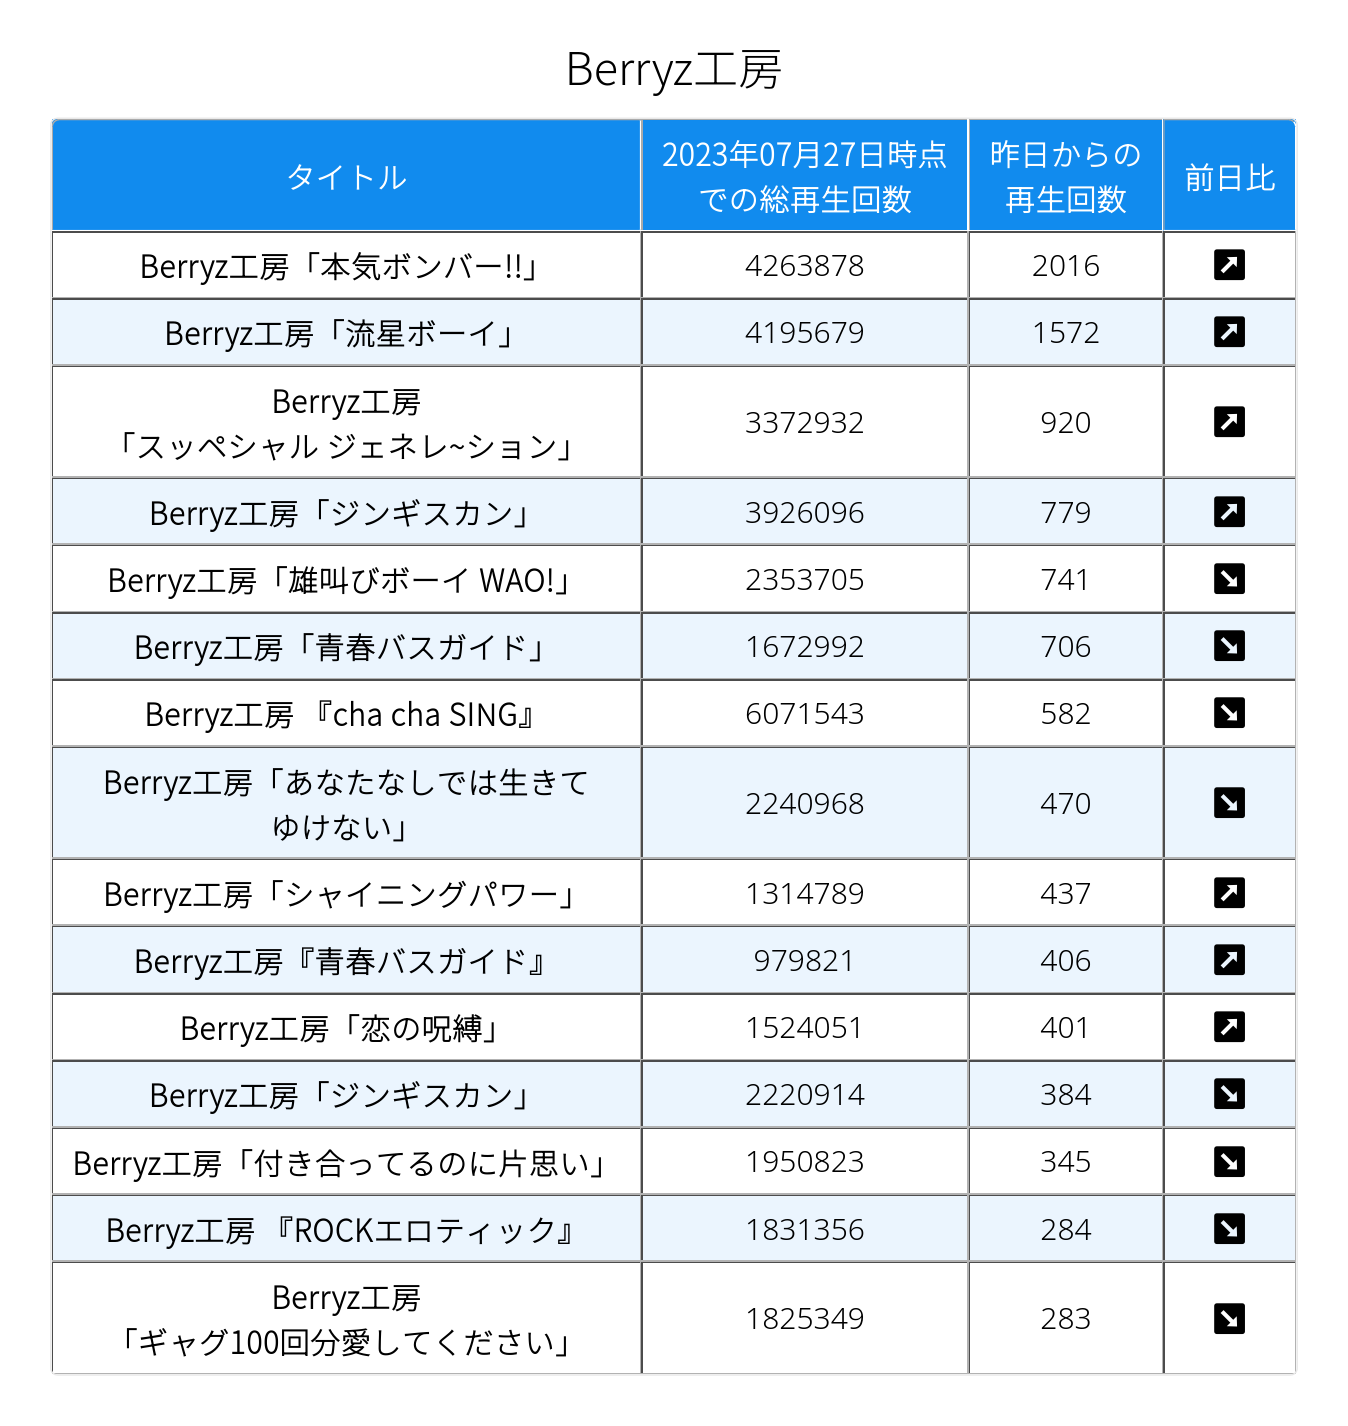 Berryz工房
タイトル
2023年07月27日時点
での総再生回数
昨日からの
再生回数
前日比
Berryz工房「本気ボンバー!!」 4263878 2016 ↗
Berryz工房「流星ボーイ」 4195679 1572 ↗
Berryz工房
「スッペシャル ジェネレ~ション」 3372932 920 ↗
Berryz工房「ジンギスカン」 3926096 779 ↗
Berryz工房「雄叫びボーイ WAO!」 2353705 741 ↘
Berryz工房「青春バスガイド」 1672992 706 ↘
Berryz工房 『cha cha SING』 6071543 582 ↘
Berryz工房「あなたなしでは生きて
ゆけない」 2240968 470 ↘
Berryz工房「シャイニングパワー」 1314789 437 ↗
Berryz工房『青春バスガイド』 979821 406 ↗
Berryz工房「恋の呪縛」 1524051 401 ↗
Berryz工房「ジンギスカン」 2220914 384 ↘
Berryz工房「付き合ってるのに片思い」 1950823 345 ↘
Berryz工房 『ROCKエロティック』 1831356 284 ↘
Berryz工房
「ギャグ100回分愛してください」 1825349 283 ↘